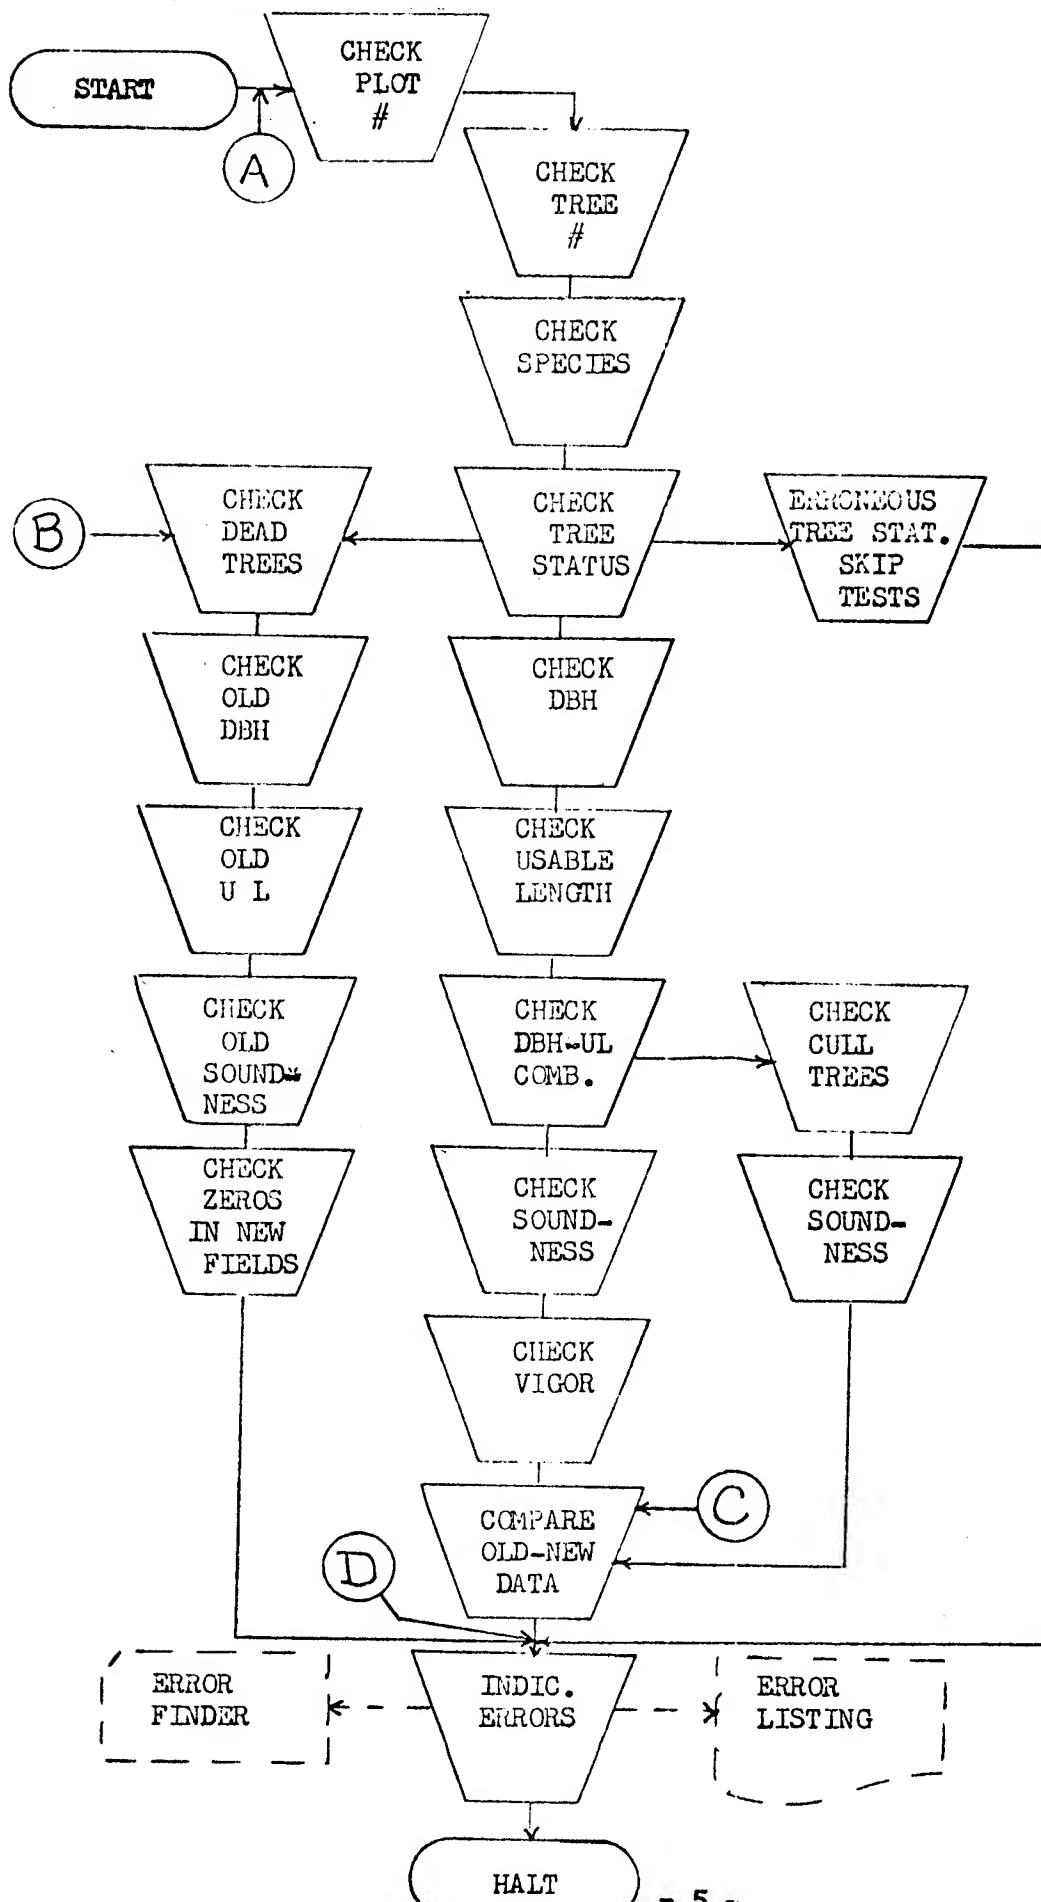 START
CHECK
PLOT
#
A
CHECK
TREE
#
CHECK
SPECIES
B
CHECK
DEAD
TREES
CHECK
TREE
STATUS
ERRONEOUS
TREE STAT.
SKIP
TESTS
CHECK
OLD
DBH
CHECK
DBH
CHECK
OLD
U L
CHECK
USABLE
LENGTH
CHECK
OLD
SOUND-
NESS
CHECK
DBH-UL
COMB.
CHECK
CULL
TREES
CHECK
ZEROS
IN NEW
FIELDS
CHECK
SOUND-
NESS
CHECK
SOUND-
NESS
CHECK
VIGOR
COMPARE
OLD-NEW
DATA
C
D
ERROR
FINDER
INDIC.
ERRORS
ERROR
LISTING
HALT
- 5 -